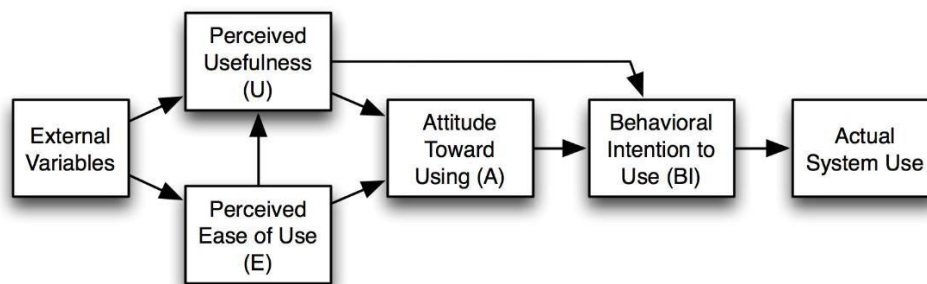 External
Variables
Perceived
Usefulness
(U)
Perceived
Ease of Use
(E)
Attitude
Toward
Using (A)
Behavioral
Intention to
Use (BI)
Actual
System Use